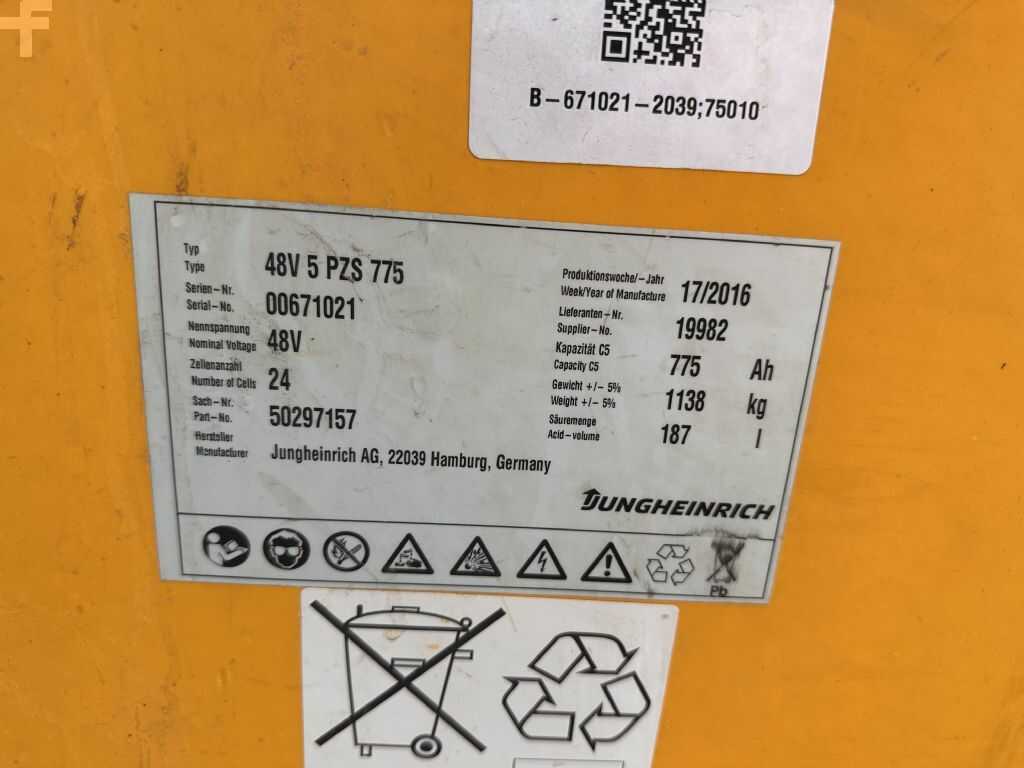 B-671021-2039;75010
Typ
Type 48V 5 PZS 775
Serien-Nr.
Serial-No. 00671021
Nennspannung
Nominal Voltage 48V
Zellenanzahl
Number of Cells 24
Sach-Nr.
Part-No. 50297157
Hersteller
Manufacturer Jungheinrich AG, 22039 Hamburg, Germany
Produktionswoche/-Jahr
Week/Year of Manufacture 17/2016
Lieferanten-Nr.
Supplier-No. 19982
Kapazität C5
Capacity C5 775 Ah
Gewicht +/- 5%
Weight +/- 5% 1138 kg
Säuremenge
Acid-volume 187 l
JUNGHEINRICH
Pb